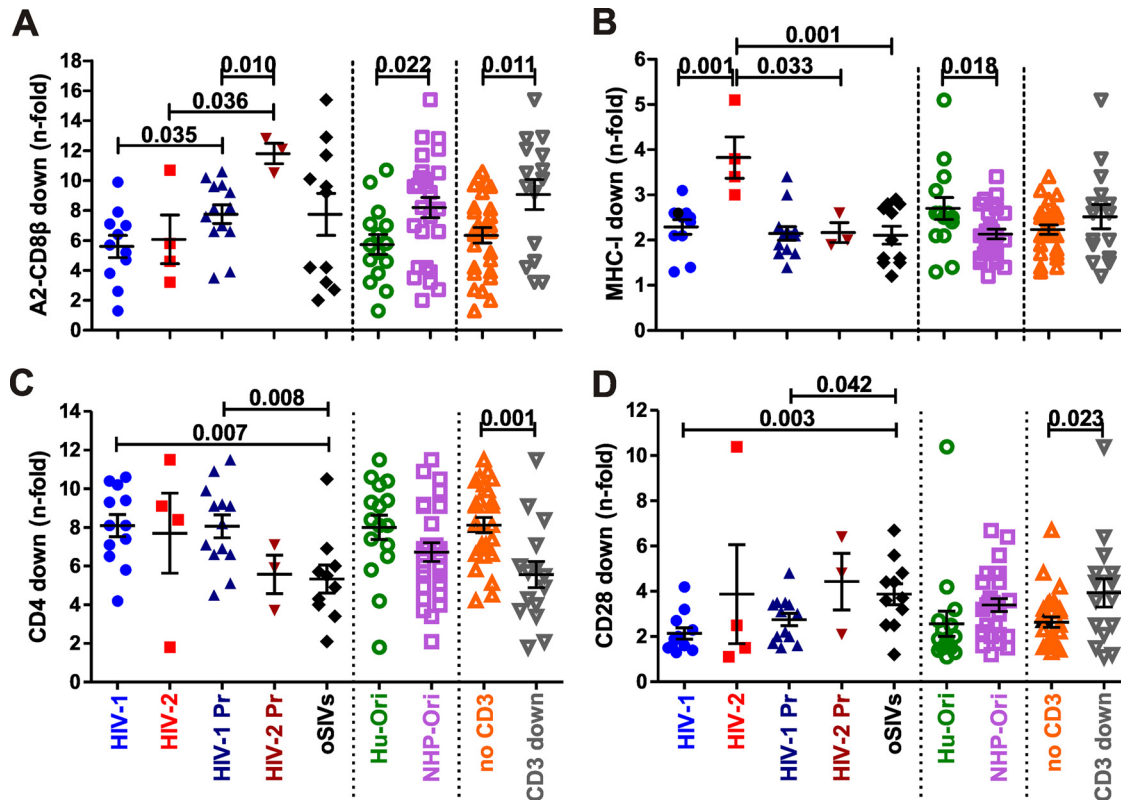 A
A2-CD8β down (n-fold)
18
16
14
12
10
8
6
4
2
0
0.010
0.036
0.035
0.022
0.011
B
MHC-I down (n-fold)
6
5
4
3
2
1
0
0.001
0.001
0.033
0.018
C
CD4 down (n-fold)
14
12
10
8
6
4
2
0
0.008
0.007
0.001
HIV-1
HIV-2
HIV-1 Pr
HIV-2 Pr
oSIVs
Hu-Ori
NHP-Ori
no CD3
CD3 down
D
CD28 down (n-fold)
12
10
8
6
4
2
0
0.042
0.003
0.023
HIV-1
HIV-2
HIV-1 Pr
HIV-2 Pr
oSIVs
Hu-Ori
NHP-Ori
no CD3
CD3 down